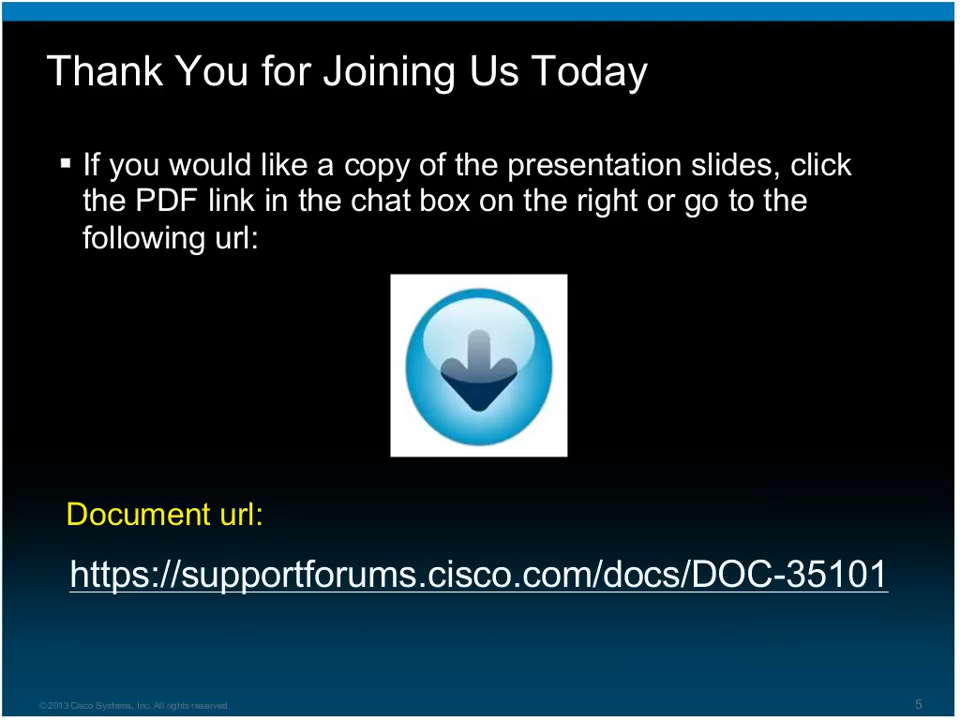 Thank You for Joining Us Today
▪ If you would like a copy of the presentation slides, click
the PDF link in the chat box on the right or go to the
following url:
Document url:
https://supportforums.cisco.com/docs/DOC-35101
© 2013 Cisco Systems, Inc. All rights reserved.
5